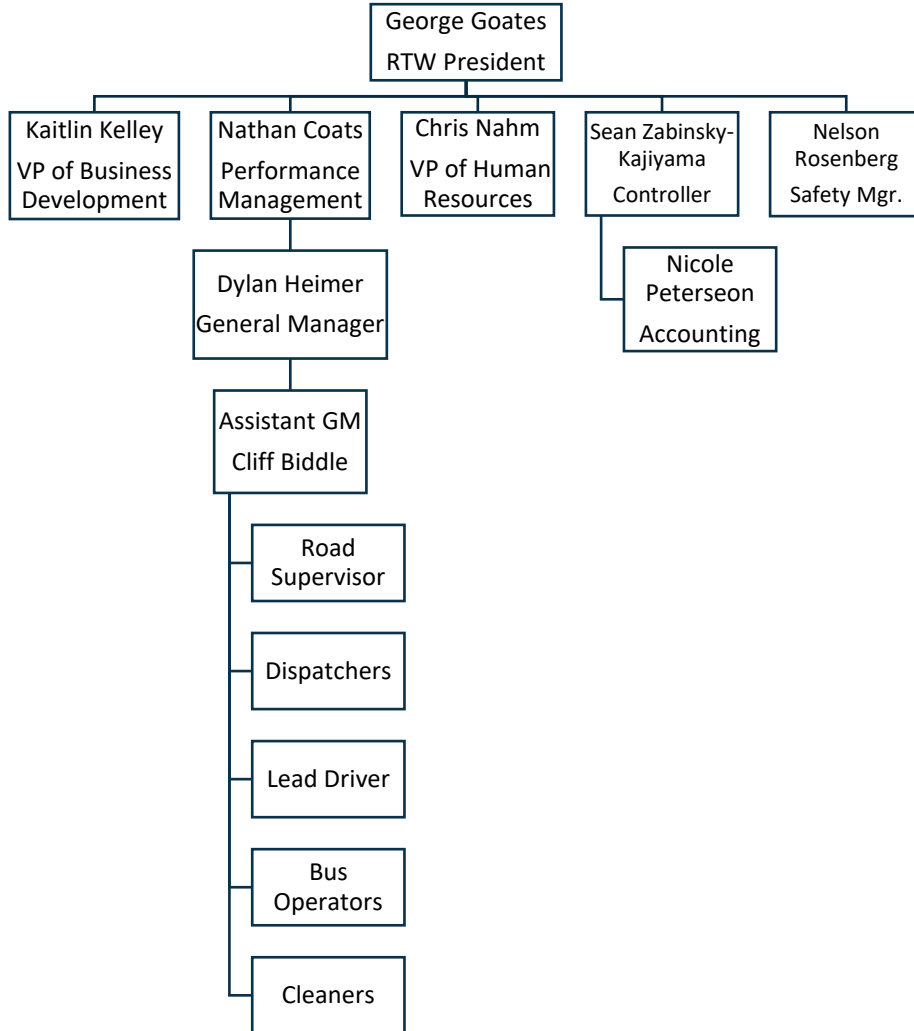 George Goates
RTW President
Kaitlin Kelley
VP of Business
Development
Nathan Coats
Performance
Management
Chris Nahm
VP of Human
Resources
Sean Zabinsky-
Kajiyama
Controller
Nelson
Rosenberg
Safety Mgr.
Dylan Heimer
General Manager
Nicole
Peterseon
Accounting
Assistant GM
Cliff Biddle
Road
Supervisor
Dispatchers
Lead Driver
Bus
Operators
Cleaners